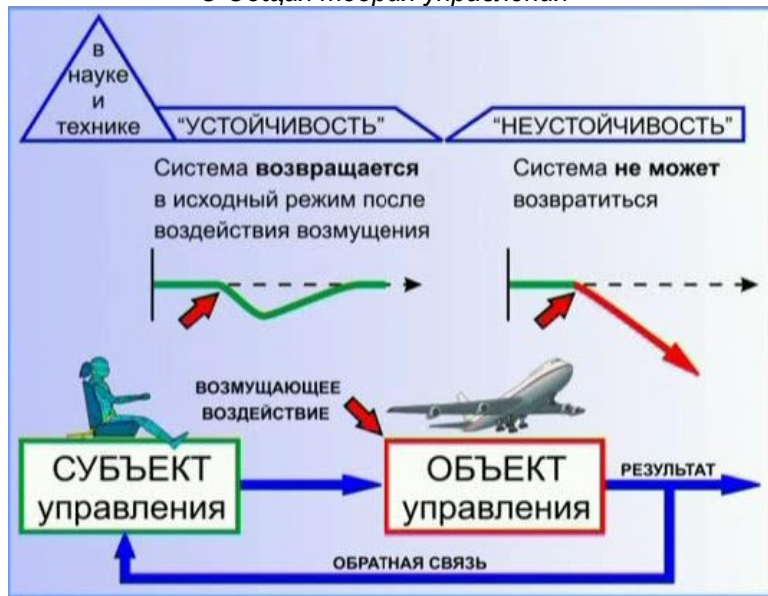 в
науке
и
технике
"УСТОЙЧИВОСТЬ"
"НЕУСТОЙЧИВОСТЬ"
Система возвращается
в исходный режим после
воздействия возмущения
Система не может
возвратиться
ВОЗМУЩАЮЩЕЕ
ВОЗДЕЙСТВИЕ
СУБЪЕКТ
управления
ОБЪЕКТ
управления
РЕЗУЛЬТАТ
ОБРАТНАЯ СВЯЗЬ